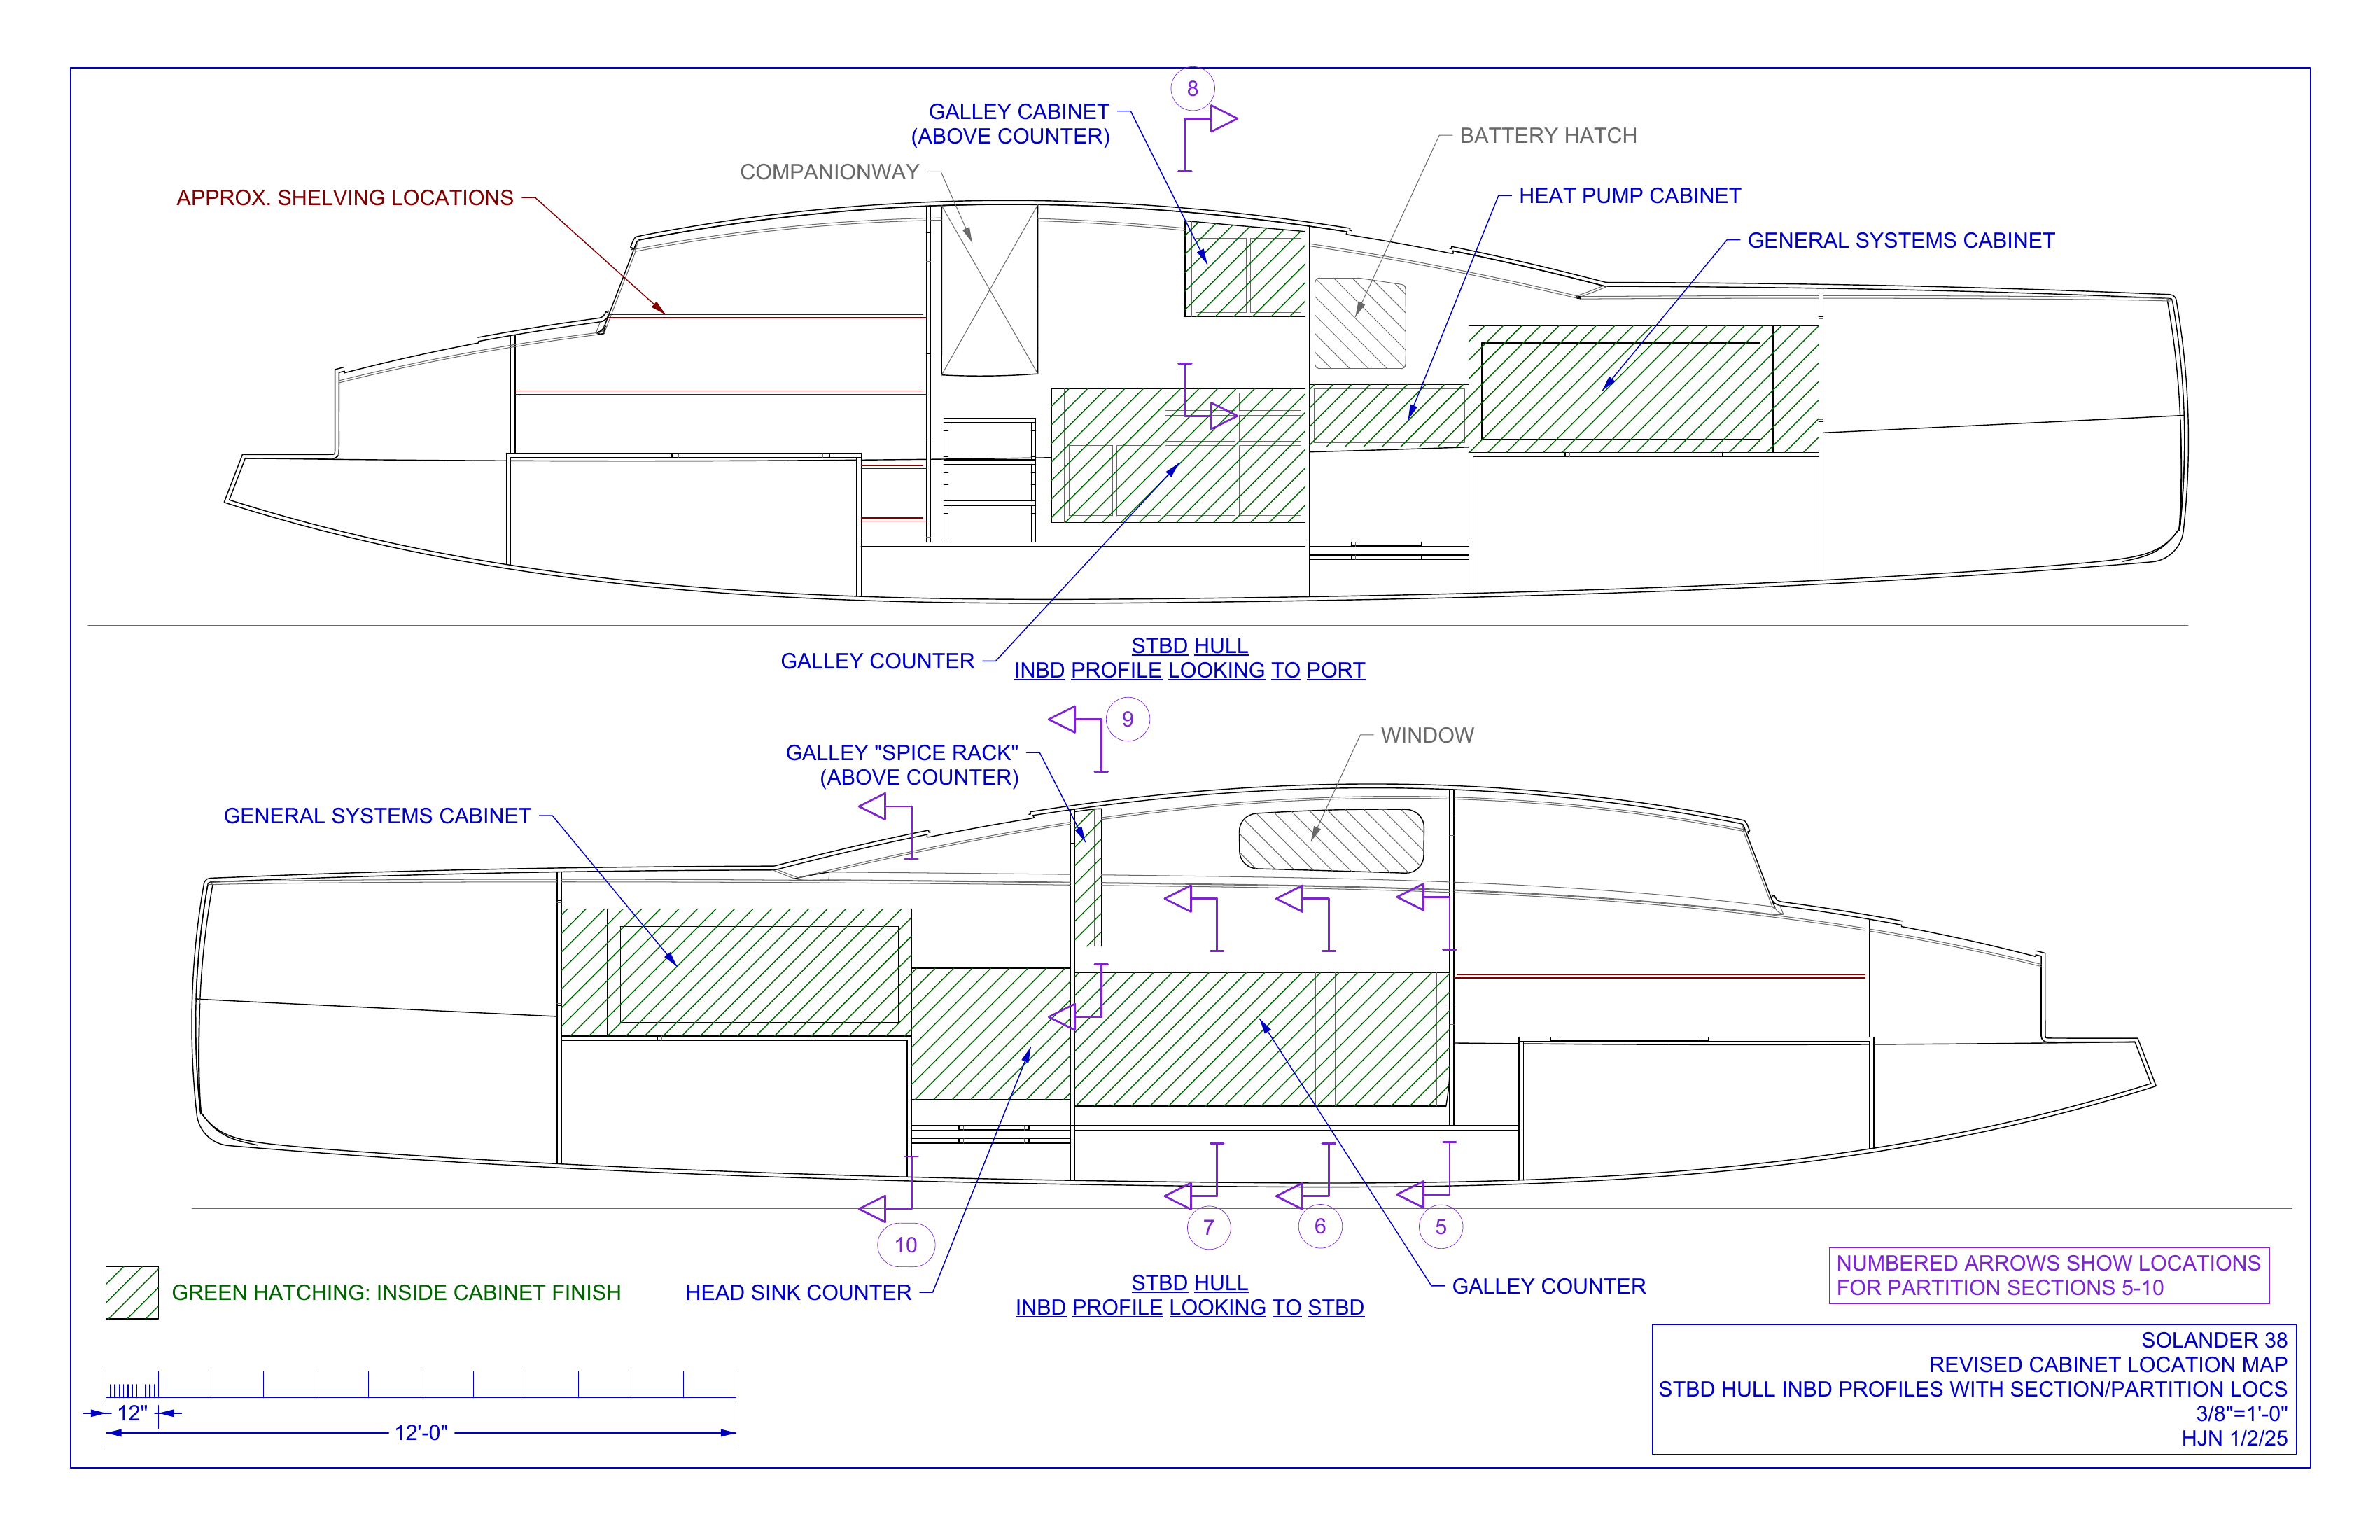 8
GALLEY CABINET
(ABOVE COUNTER)
BATTERY HATCH
COMPANIONWAY
HEAT PUMP CABINET
APPROX. SHELVING LOCATIONS
GENERAL SYSTEMS CABINET
GALLEY COUNTER
STBD HULL
INBD PROFILE LOOKING TO PORT
9
WINDOW
GALLEY "SPICE RACK"
(ABOVE COUNTER)
GENERAL SYSTEMS CABINET
10
7
6
5
GREEN HATCHING: INSIDE CABINET FINISH
HEAD SINK COUNTER
STBD HULL
INBD PROFILE LOOKING TO STBD
GALLEY COUNTER
NUMBERED ARROWS SHOW LOCATIONS
FOR PARTITION SECTIONS 5-10
12"
12'-0"
SOLANDER 38
REVISED CABINET LOCATION MAP
STBD HULL INBD PROFILES WITH SECTION/PARTITION LOCS
3/8"=1'-0"
HJN 1/2/25